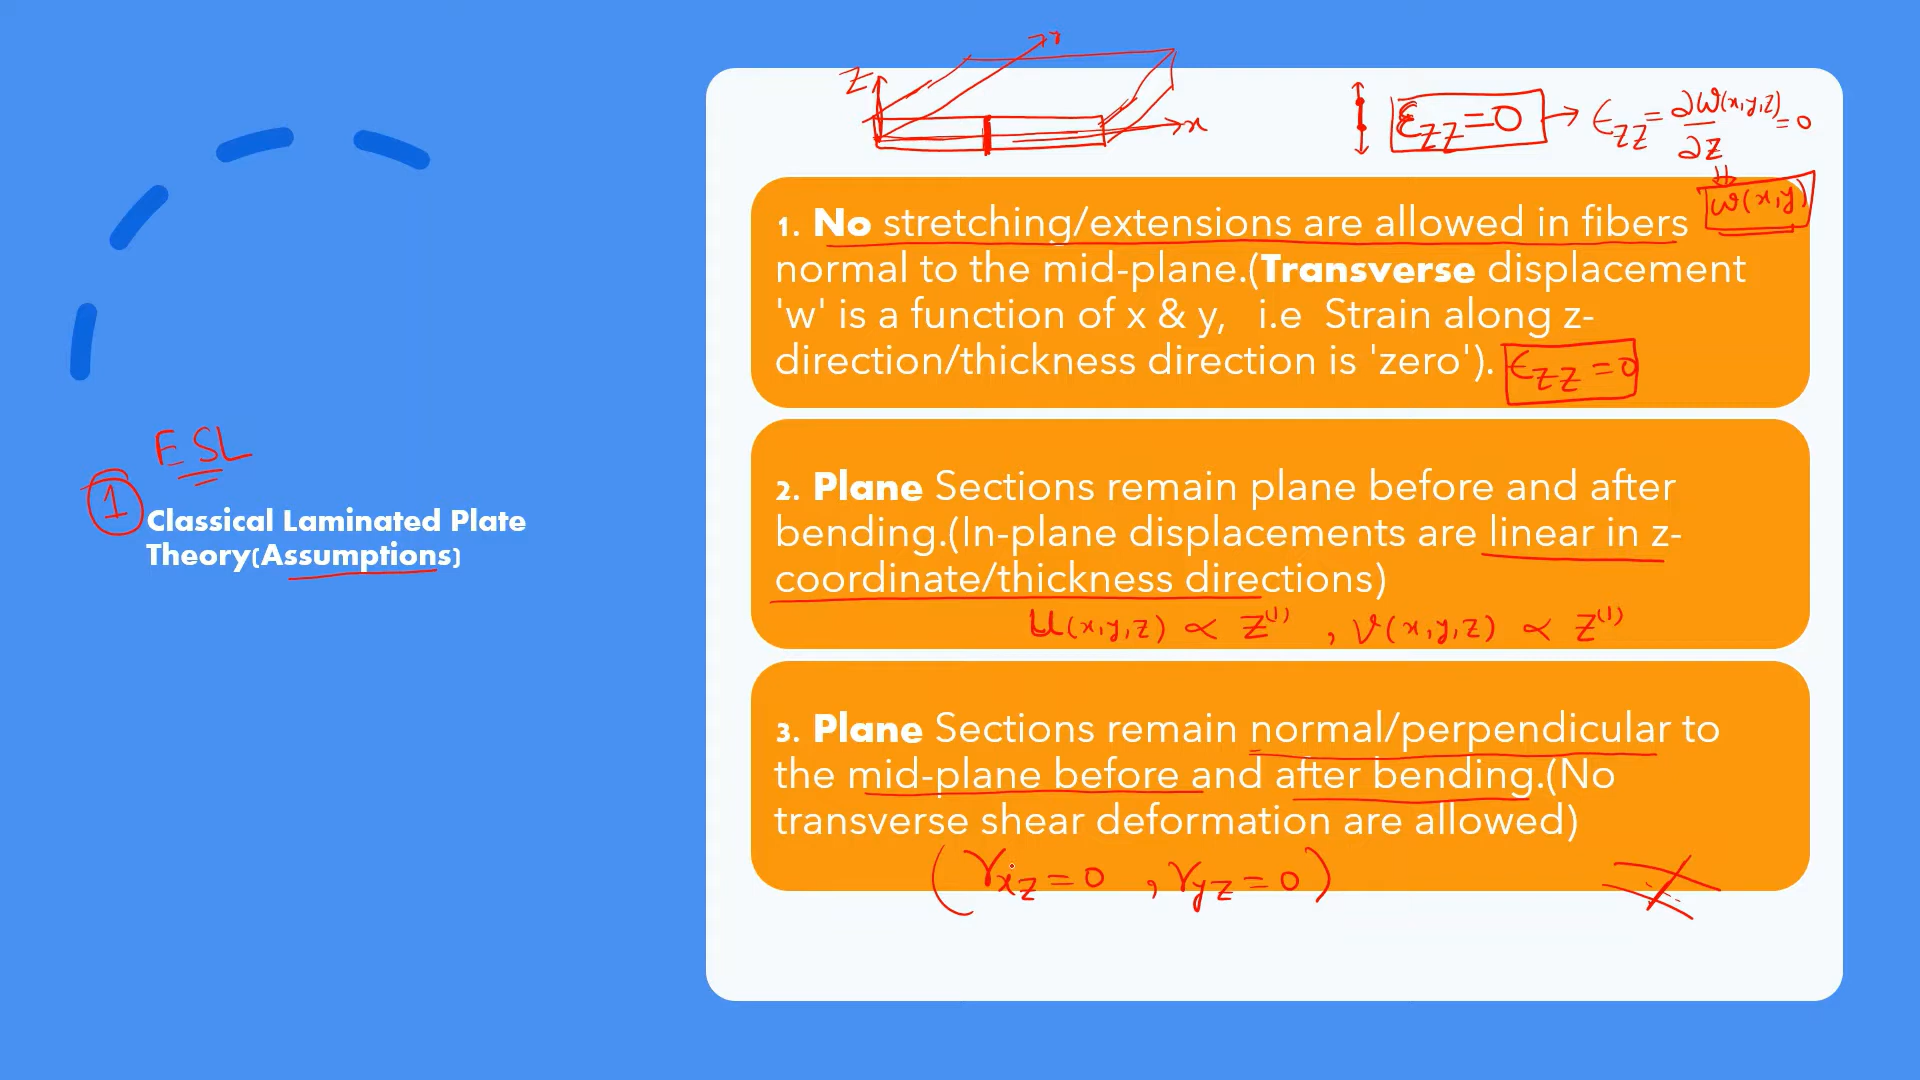 Z
Y
x
ϵzz=0 → ϵzz = ∂w(x,y,z)/∂z = 0
⇓
w(x,y)
1. No stretching/extensions are allowed in fibers
normal to the mid-plane.(Transverse displacement
'w' is a function of x & y, i.e Strain along z-
direction/thickness direction is 'zero').
ϵzz = 0
ESL
1
Classical Laminated Plate
Theory(Assumptions)
2. Plane Sections remain plane before and after
bending.(In-plane displacements are linear in z-
coordinate/thickness directions)
u(x,y,z) ∝ z(1) , v(x,y,z) ∝ z(1)
3. Plane Sections remain normal/perpendicular to
the mid-plane before and after bending.(No
transverse shear deformation are allowed)
(γxz = 0 , γyz = 0)